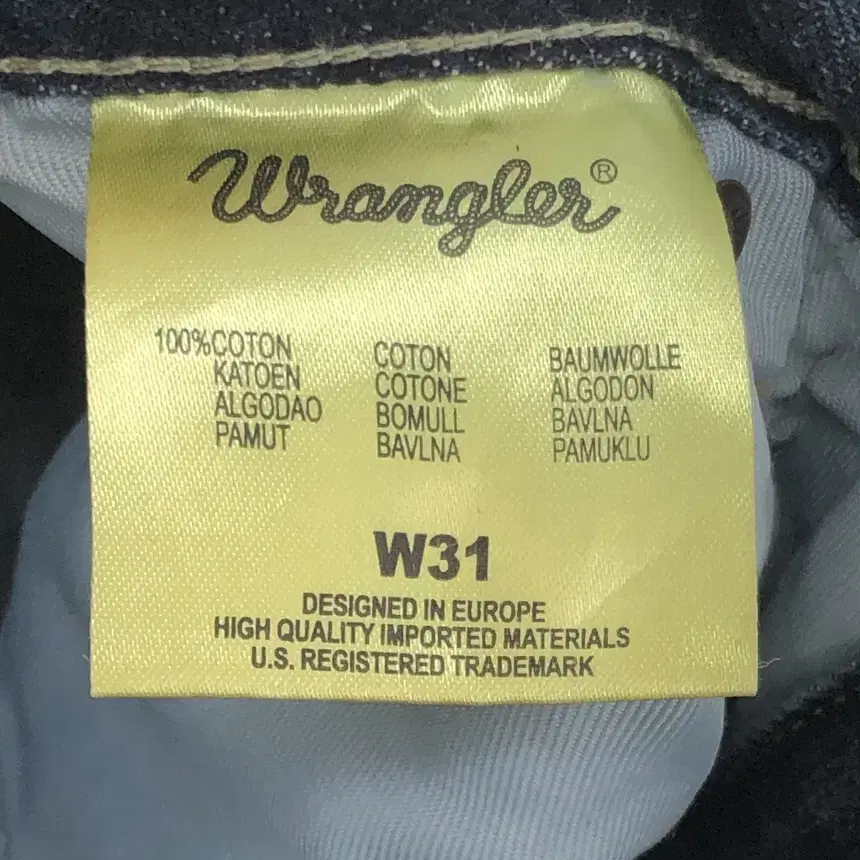 Wrangler®
100%COTON COTON BAUMWOLLE
KATOEN COTONE ALGODON
ALGODAO BOMULL BAVLNA
PAMUT BAVLNA PAMUKLU
W31
DESIGNED IN EUROPE
HIGH QUALITY IMPORTED MATERIALS
U.S. REGISTERED TRADEMARK